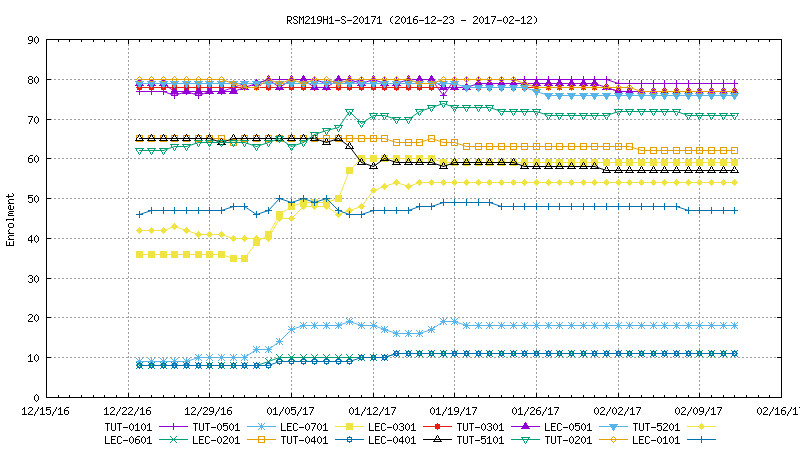 RSM219H1-S-20171 (2016-12-23 - 2017-02-12)
90
80
70
60
50
40
30
20
10
0
Enrolment
12/15/16 12/22/16 12/29/16 01/05/17 01/12/17 01/19/17 01/26/17 02/02/17 02/09/17 02/16/17
TUT-0101 TUT-0501 LEC-0701 LEC-0301 TUT-0301 LEC-0501 TUT-5201
LEC-0601 LEC-0201 TUT-0401 LEC-0401 TUT-5101 TUT-0201 LEC-0101